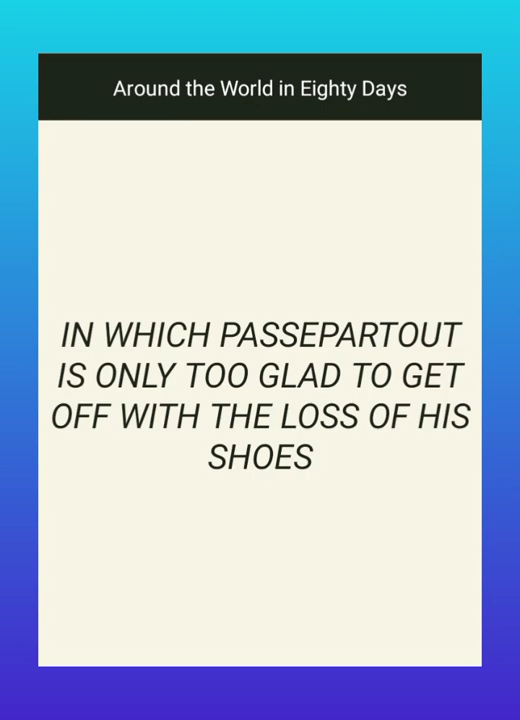 Around the World in Eighty Days
IN WHICH PASSEPARTOUT
IS ONLY TOO GLAD TO GET
OFF WITH THE LOSS OF HIS
SHOES